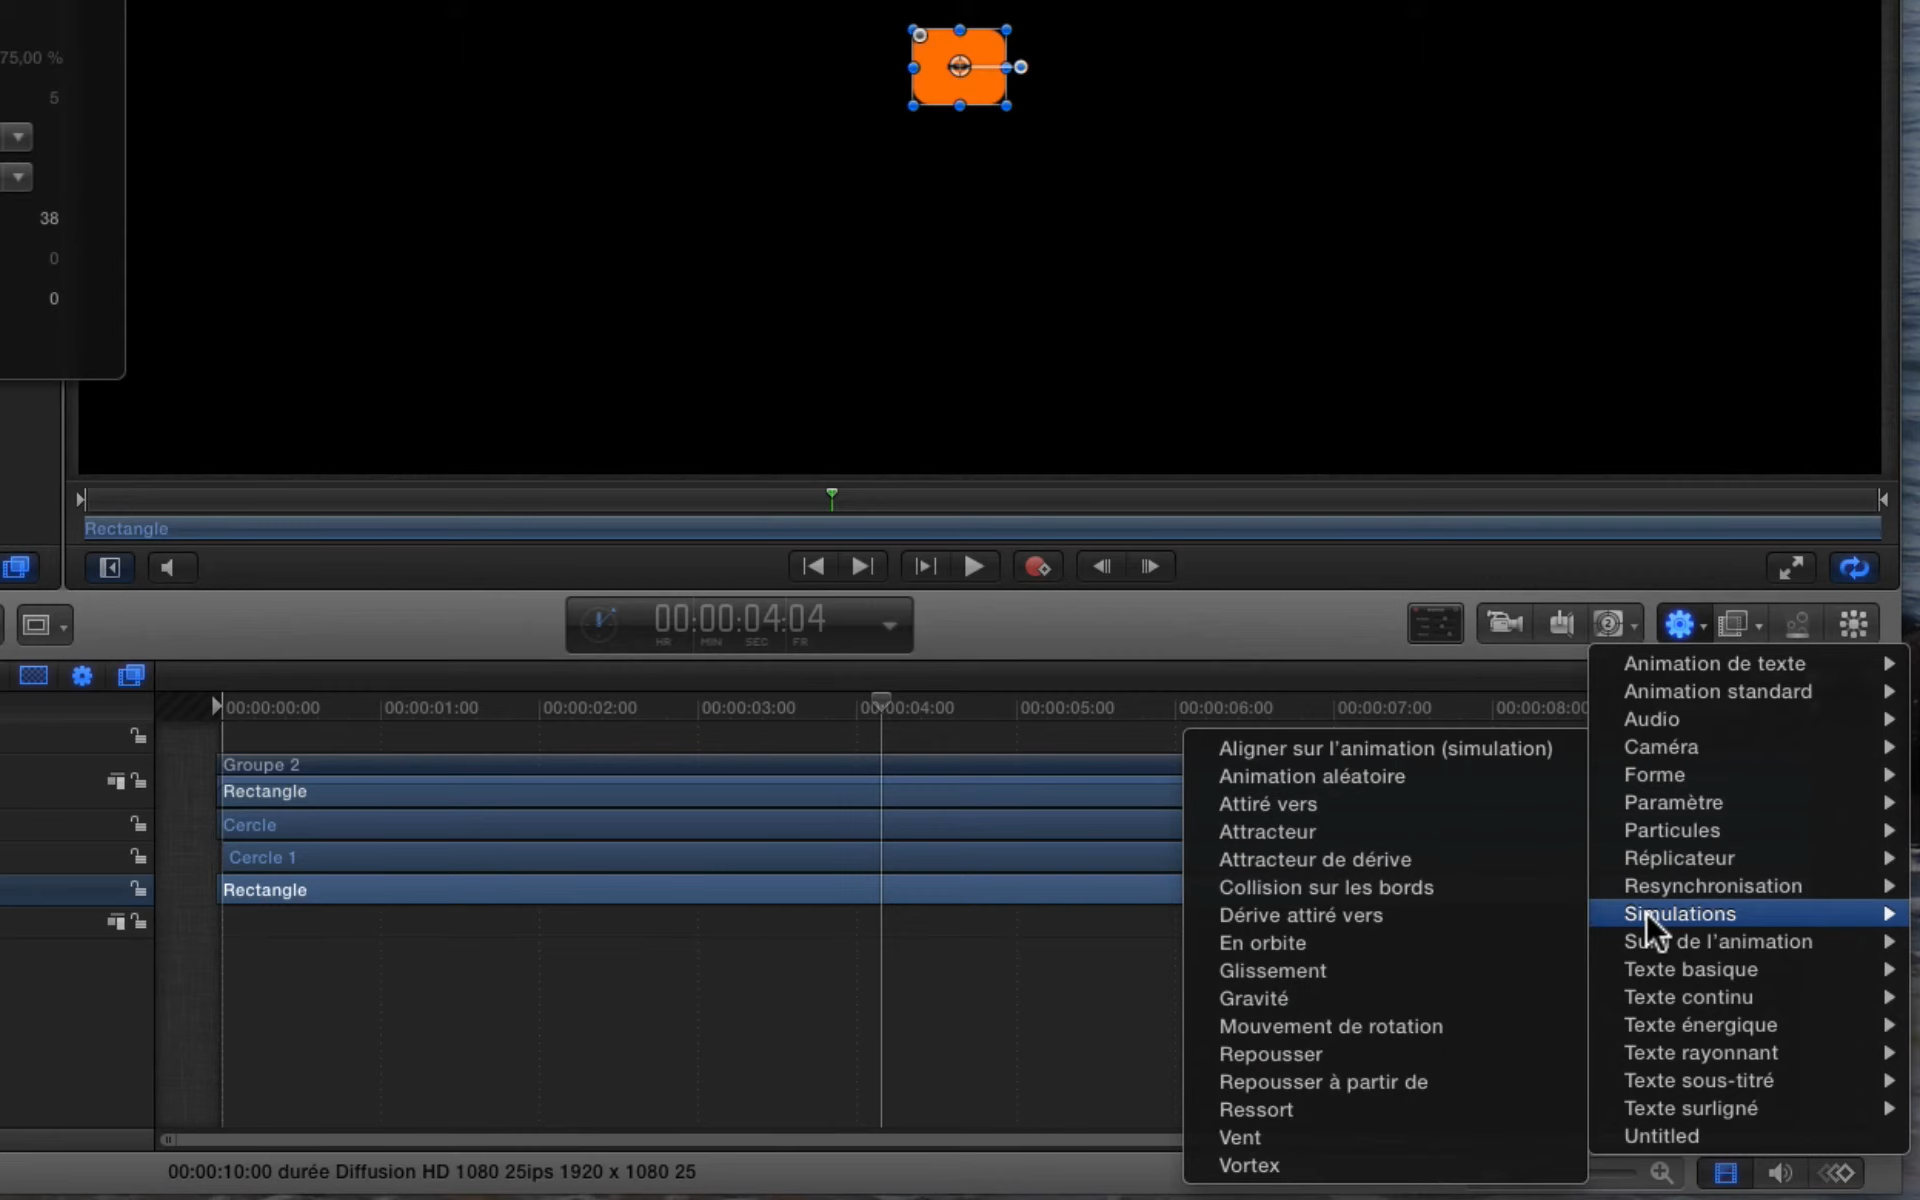 75,00 %
5
38
0
0
Rectangle
00:00:04:04
HR MIN SEC FR
00:00:00:00 00:00:01:00 00:00:02:00 00:00:03:00 00:00:04:00 00:00:05:00 00:00:06:00 00:00:07:00 00:00:08:00
Groupe 2
Rectangle
Cercle
Cercle 1
Rectangle
00:00:10:00 durée Diffusion HD 1080 25ips 1920 x 1080 25
Aligner sur l'animation (simulation)
Animation aléatoire
Attiré vers
Attracteur
Attracteur de dérive
Collision sur les bords
Dérive attiré vers
En orbite
Glissement
Gravité
Mouvement de rotation
Repousser
Repousser à partir de
Ressort
Vent
Vortex
Animation de texte
Animation standard
Audio
Caméra
Forme
Paramètre
Particules
Réplicateur
Resynchronisation
Simulations
de l'animation
Texte basique
Texte continu
Texte énergique
Texte rayonnant
Texte sous-titré
Texte surligné
Untitled